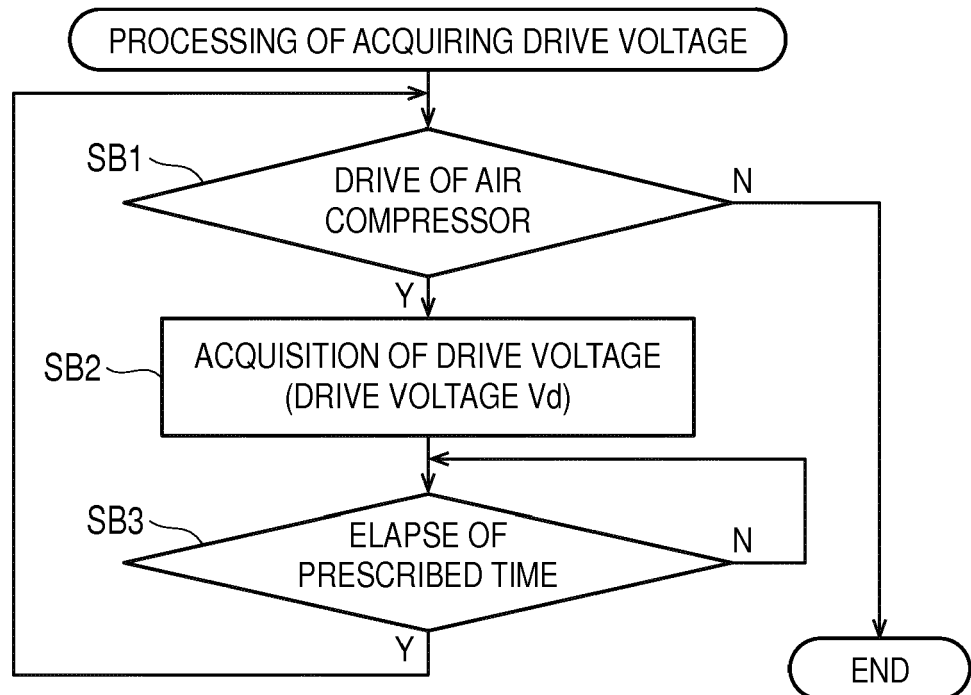 PROCESSING OF ACQUIRING DRIVE VOLTAGE
SB1
DRIVE OF AIR
COMPRESSOR
N
Y
SB2
ACQUISITION OF DRIVE VOLTAGE
(DRIVE VOLTAGE Vd)
SB3
ELAPSE OF
PRESCRIBED TIME
N
Y
END